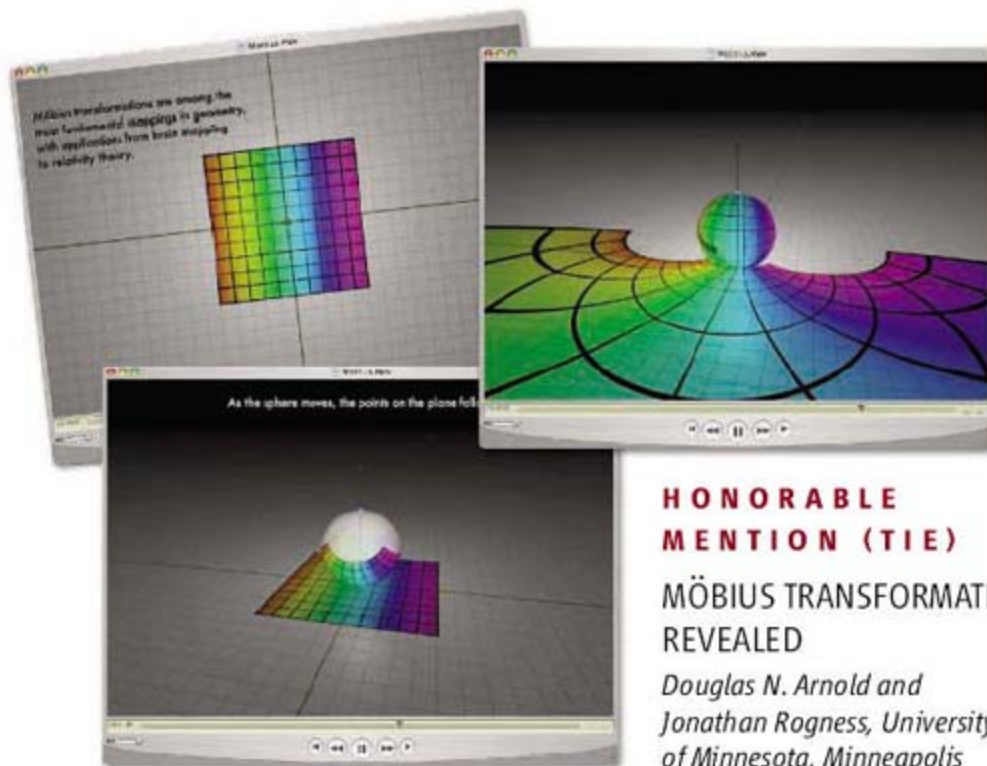 Möbius transformations are among the
most fundamental mappings in geometry,
with applications from brain mapping
to relativity theory.
As the sphere moves, the points on the plane follo
HONORABLE
MENTION (TIE)
MÖBIUS TRANSFORMATI
REVEALED
Douglas N. Arnold and
Jonathan Rogness, University
of Minnesota, Minneapolis